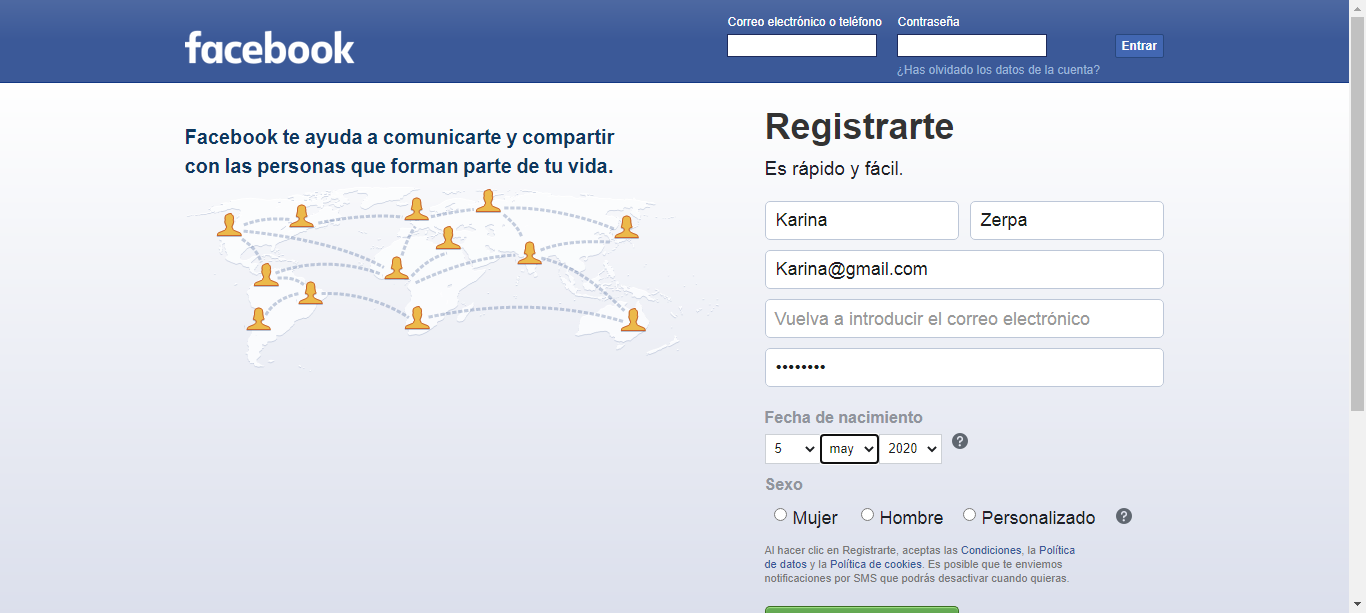 facebook
Correo electrónico o teléfono
Contraseña
Entrar
¿Has olvidado los datos de la cuenta?
Facebook te ayuda a comunicarte y compartir
con las personas que forman parte de tu vida.
Registrarte
Es rápido y fácil.
Karina Zerpa
Karina@gmail.com
Vuelva a introducir el correo electrónico
••••••••
Fecha de nacimiento
5 may 2020 ?
Sexo
Mujer Hombre Personalizado ?
Al hacer clic en Registrarte, aceptas las Condiciones, la Política
de datos y la Política de cookies. Es posible que te enviemos
notificaciones por SMS que podrás desactivar cuando quieras.